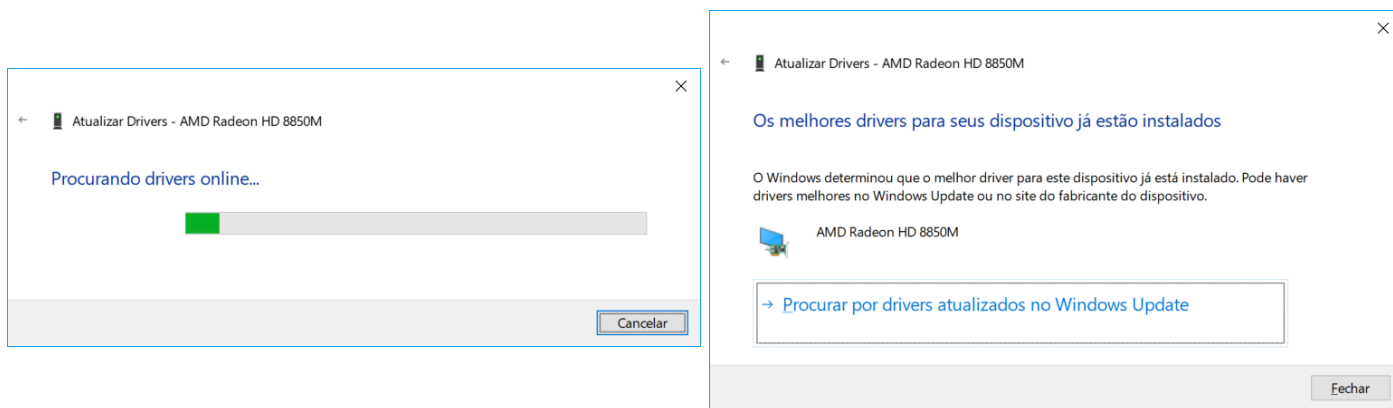 Atualizar Drivers - AMD Radeon HD 8850M
Procurando drivers online...
Cancelar
Atualizar Drivers - AMD Radeon HD 8850M
Os melhores drivers para seus dispositivo já estão instalados
O Windows determinou que o melhor driver para este dispositivo já está instalado. Pode haver
drivers melhores no Windows Update ou no site do fabricante do dispositivo.
AMD Radeon HD 8850M
Procurar por drivers atualizados no Windows Update
Fechar